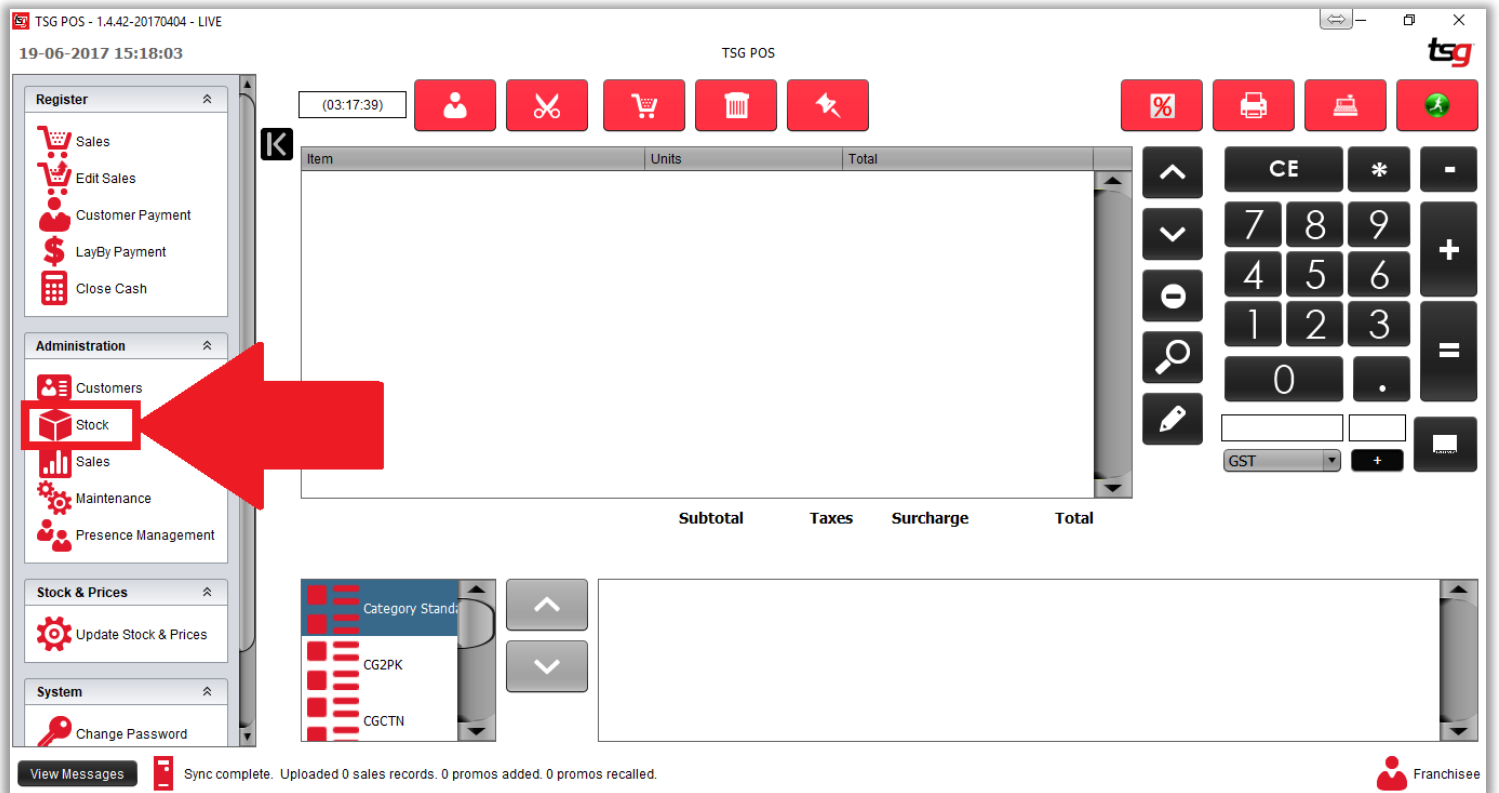 TSG POS - 1.4.42-20170404 - LIVE
19-06-2017 15:18:03
TSG POS
tsg
Register
Sales
Edit Sales
Customer Payment
LayBy Payment
Close Cash
Administration
Customers
Stock
Sales
Maintenance
Presence Management
Stock & Prices
Update Stock & Prices
System
Change Password
(03:17:39)
%
Item Units Total
CE * -
7 8 9 +
4 5 6
1 2 3 =
0 .
GST +
Subtotal Taxes Surcharge Total
Category Standa
CG2PK
CGCTN
View Messages
Sync complete. Uploaded 0 sales records. 0 promos added. 0 promos recalled.
Franchisee